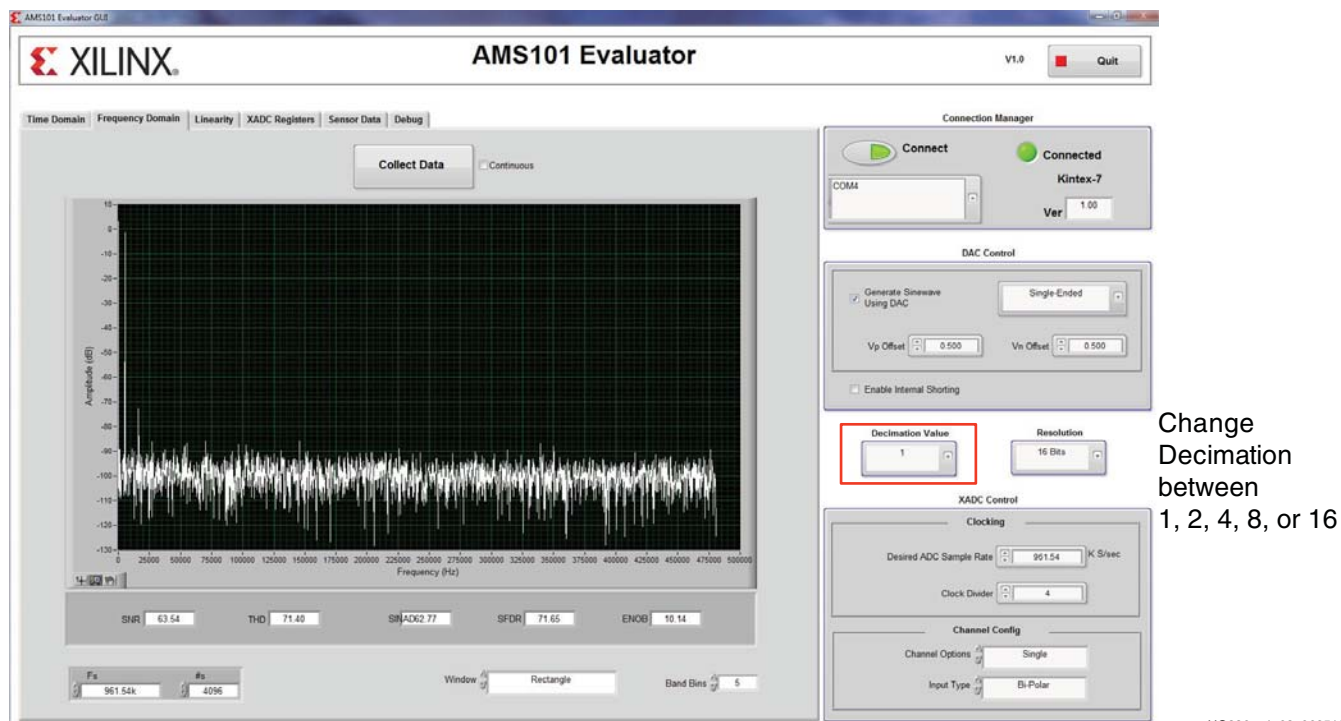 AMS101 Evaluator GUI
XILINX.
AMS101 Evaluator
V1.0
Quit
Time Domain
Frequency Domain
Linearity
XADC Registers
Sensor Data
Debug
Collect Data
Continuous
Amplitude (dB)
10
0
-10
-20
-30
-40
-50
-60
-70
-80
-90
-100
-110
-120
-130
0 25000 50000 75000 100000 125000 150000 175000 200000 225000 250000 275000 300000 325000 350000 375000 400000 425000 450000 475000 500000
Frequency (Hz)
SNR 63.54
THD 71.40
SINAD62.77
SFDR 71.65
ENOB 10.14
Fs
961.54k
#s
4096
Window Rectangle
Band Bins 5
Connection Manager
Connect
Connected
COM4
Kintex-7
Ver 1.00
DAC Control
Generate Sinewave
Using DAC
Single-Ended
Vp Offset 0.500
Vn Offset 0.500
Enable Internal Shorting
Decimation Value
1
Resolution
16 Bits
Change
Decimation
between
1, 2, 4, 8, or 16
XADC Control
Clocking
Desired ADC Sample Rate 961.54 K S/sec
Clock Divider 4
Channel Config
Channel Options Single
Input Type Bi-Polar